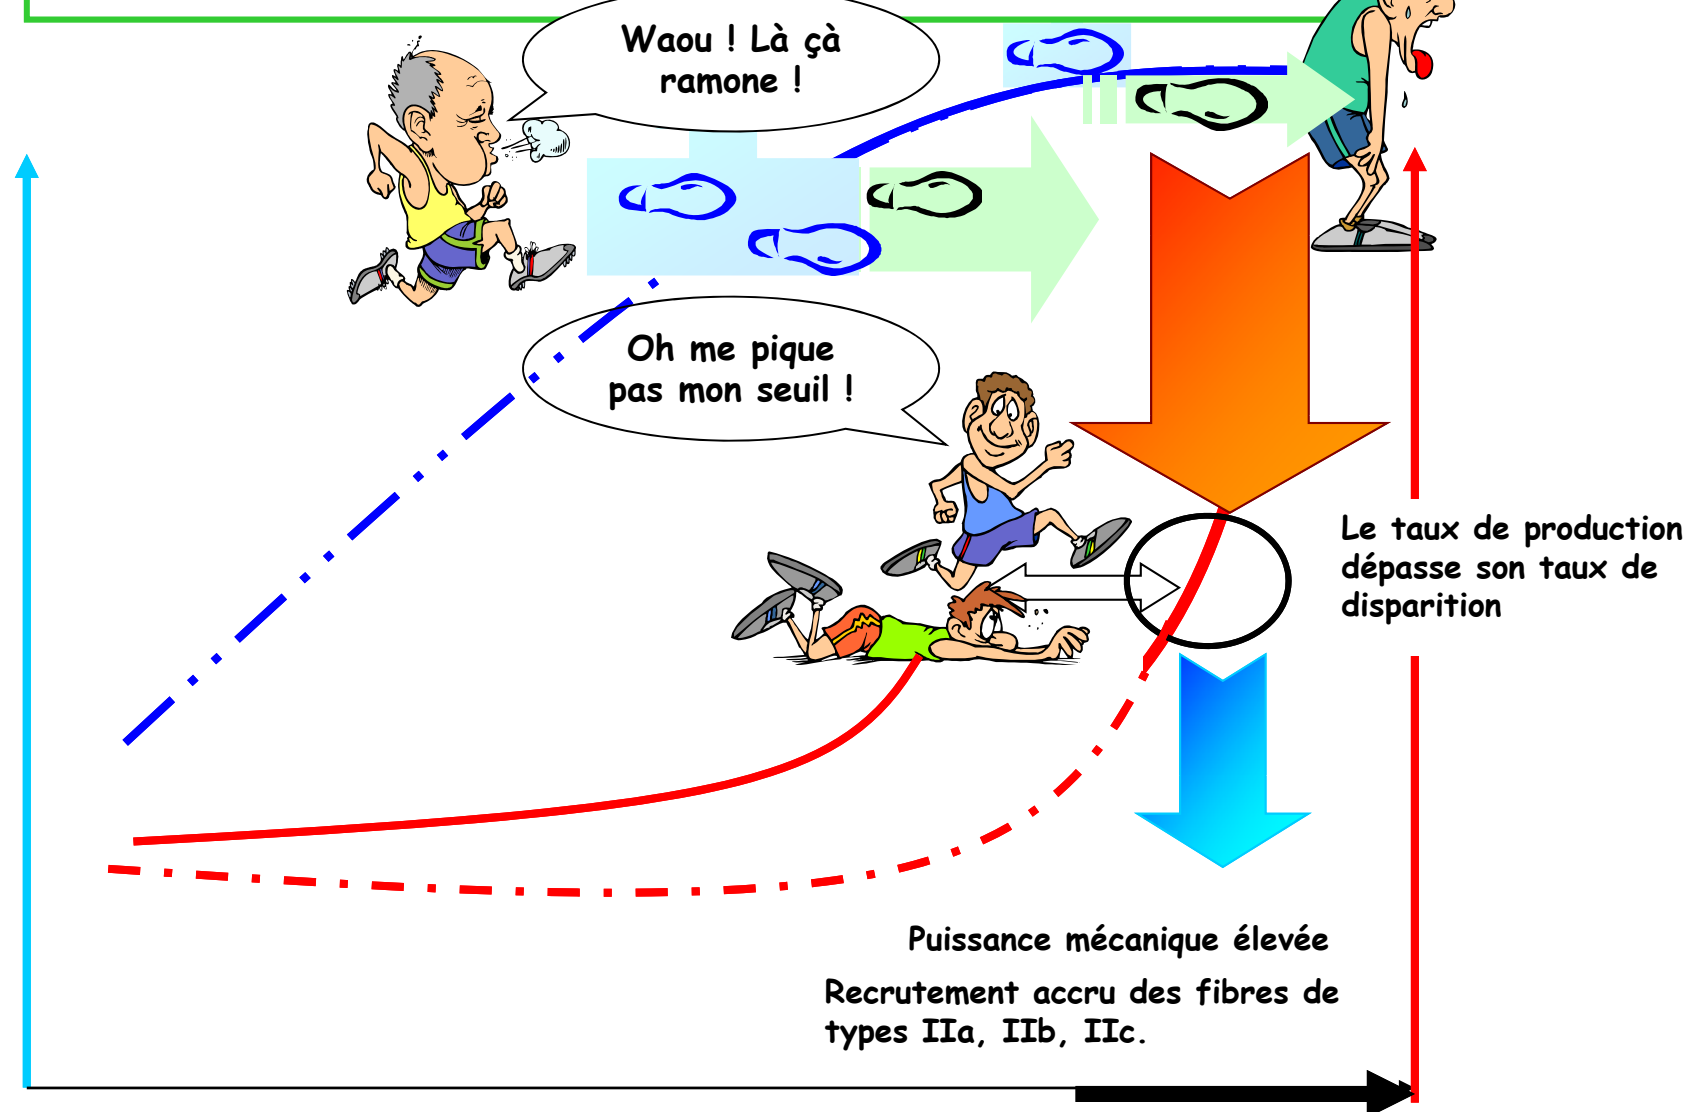 Waou ! Là çà
ramone !
Oh me pique
pas mon seuil !
Le taux de production
dépasse son taux de
disparition
Puissance mécanique élevée
Recrutement accru des fibres de
types IIa, IIb, IIc.